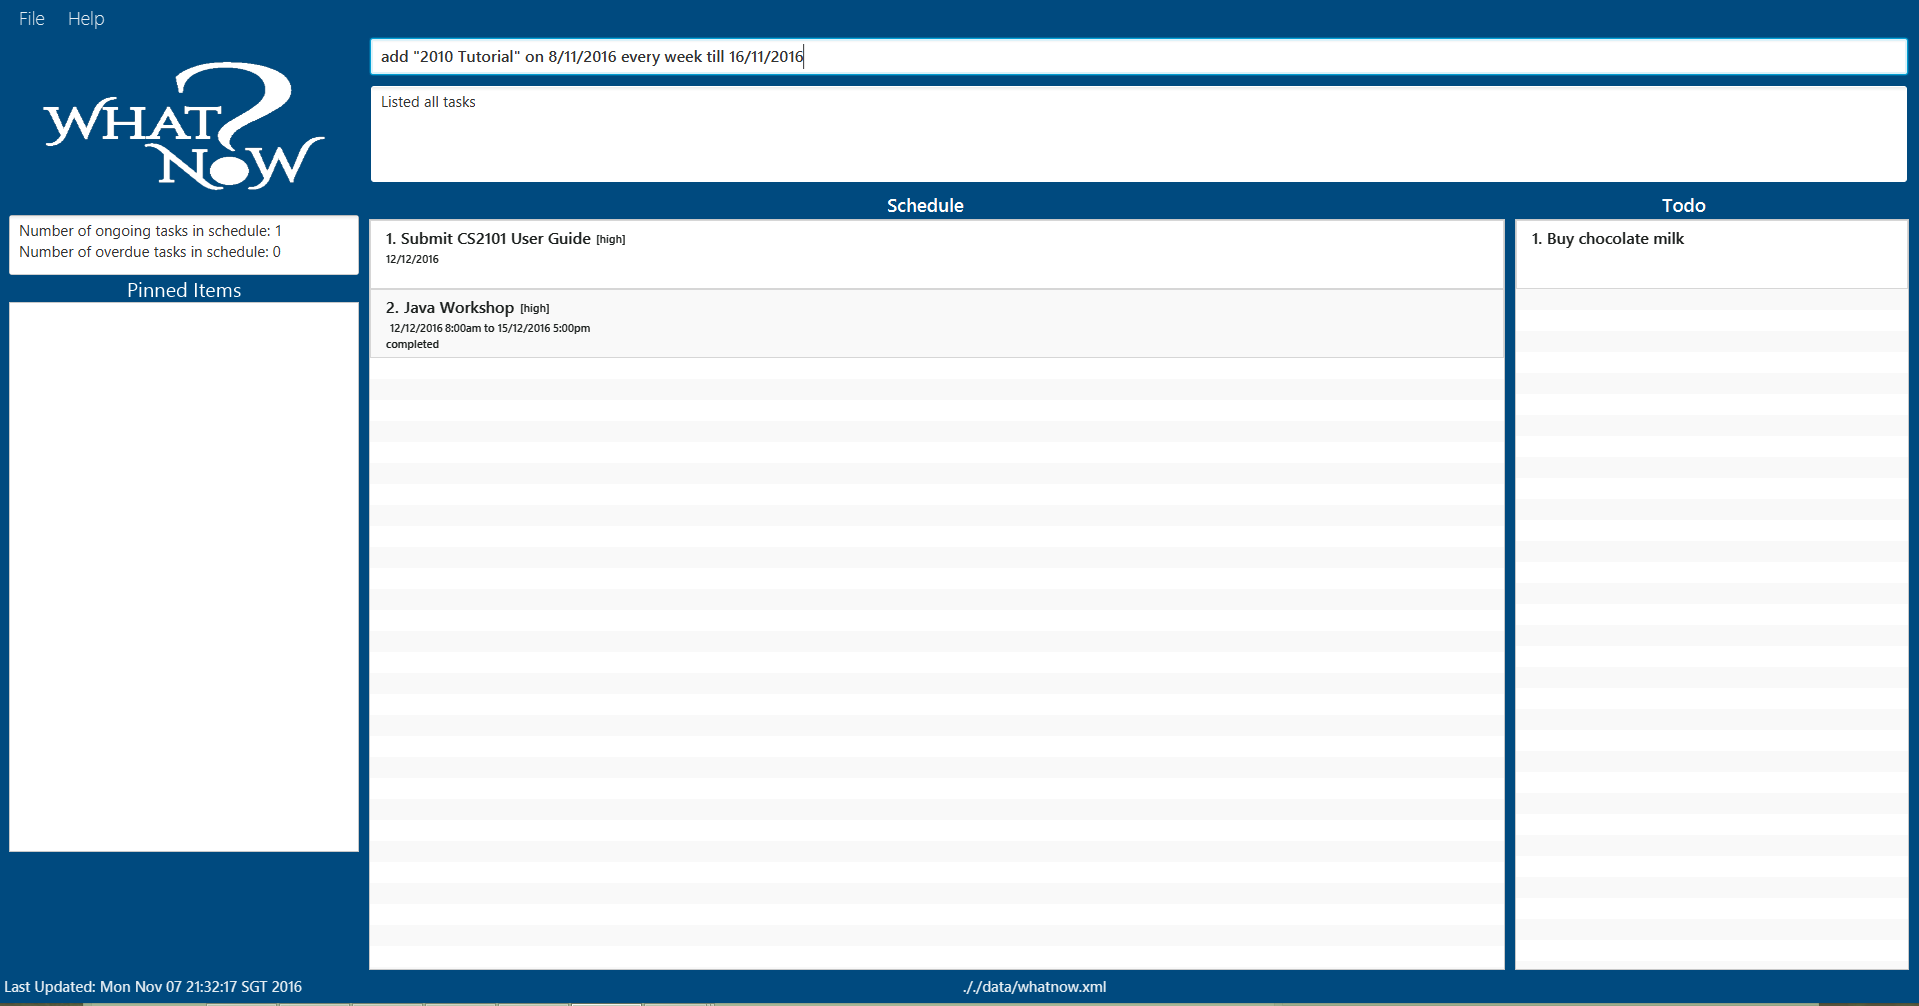 File Help
WHAT?
NOW
add "2010 Tutorial" on 8/11/2016 every week till 16/11/2016
Listed all tasks
Number of ongoing tasks in schedule: 1
Number of overdue tasks in schedule: 0
Pinned Items
Schedule
1. Submit CS2101 User Guide [high]
12/12/2016
2. Java Workshop [high]
12/12/2016 8:00am to 15/12/2016 5:00pm
completed
Todo
1. Buy chocolate milk
Last Updated: Mon Nov 07 21:32:17 SGT 2016
././data/whatnow.xml